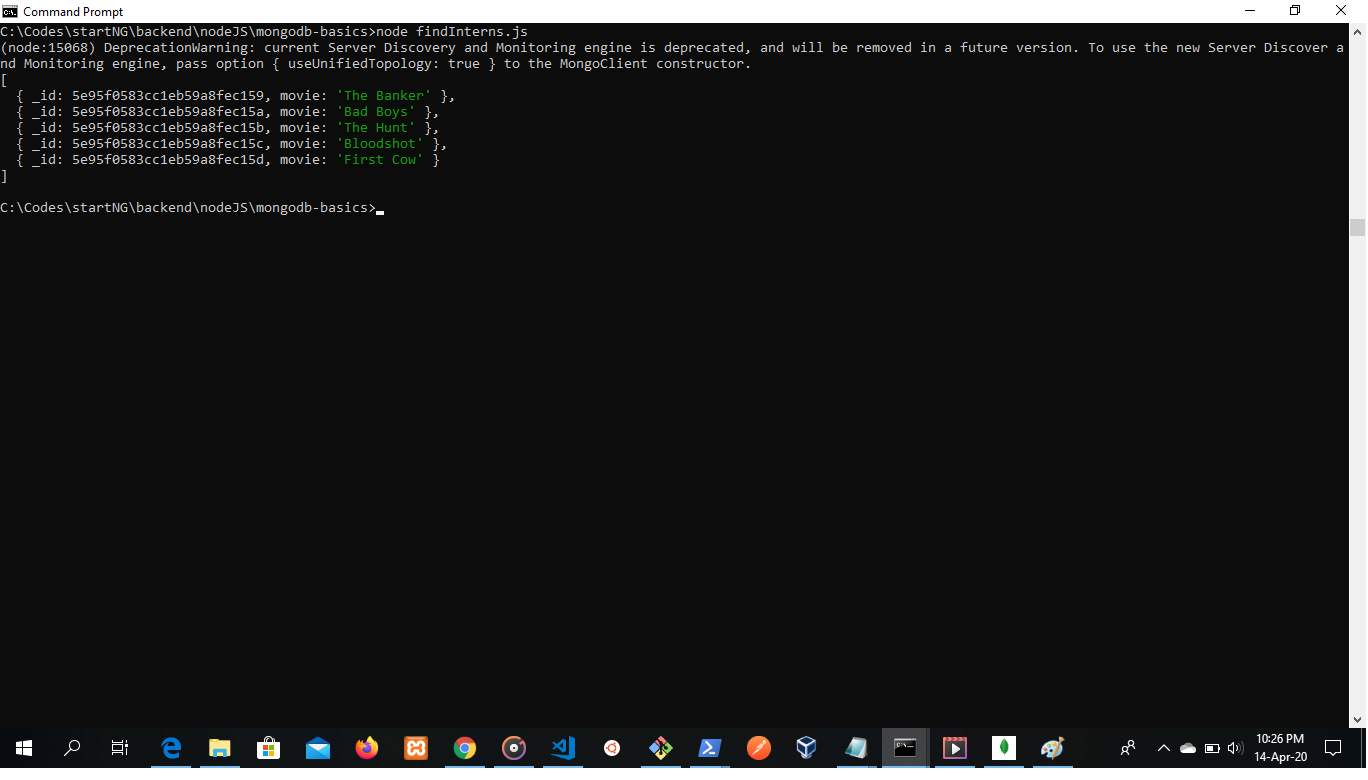 Command Prompt
C:\Codes\startNG\backend\nodeJS\mongodb-basics>node findInterns.js
(node:15068) DeprecationWarning: current Server Discovery and Monitoring engine is deprecated, and will be removed in a future version. To use the new Server Discover a
nd Monitoring engine, pass option { useUnifiedTopology: true } to the MongoClient constructor.
[
  { _id: 5e95f0583cc1eb59a8fec159, movie: 'The Banker' },
  { _id: 5e95f0583cc1eb59a8fec15a, movie: 'Bad Boys' },
  { _id: 5e95f0583cc1eb59a8fec15b, movie: 'The Hunt' },
  { _id: 5e95f0583cc1eb59a8fec15c, movie: 'Bloodshot' },
  { _id: 5e95f0583cc1eb59a8fec15d, movie: 'First Cow' }
]
C:\Codes\startNG\backend\nodeJS\mongodb-basics>
10:26 PM
14-Apr-20